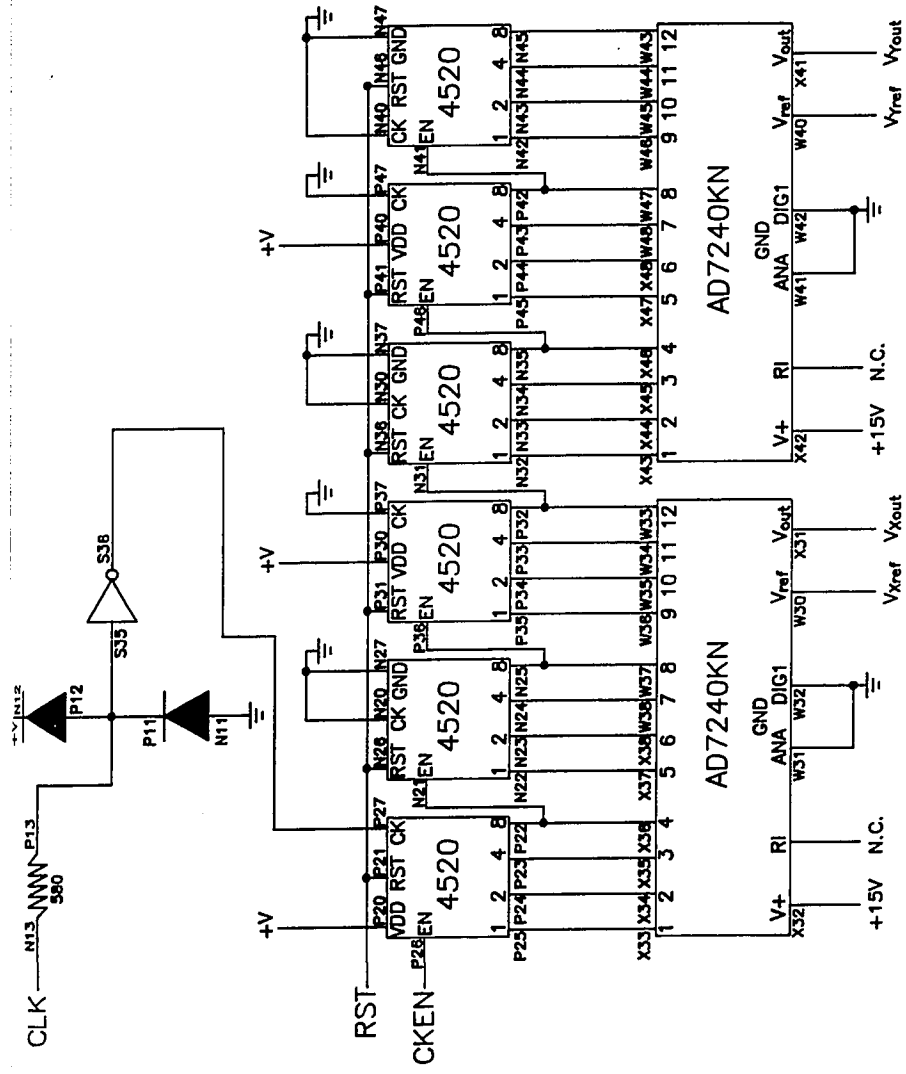 CLK
N13
580
P13
+V
N12
P12
P11
N11
S35
S36
+V
+V
+V
RST
CKEN
P20 P21 P27
VDD RST CK
P26 EN
4520
1 2 4 8
P25 P24 P23 P22
N26 N20 N27
RST CK GND
N21 EN
4520
1 2 4 8
N22 N23 N24 N25
P31 P30 P37
RST VDD CK
P36 EN
4520
1 2 4 8
P35 P34 P33 P32
N36 N30 N37
RST CK GND
N31 EN
4520
1 2 4 8
N32 N33 N34 N35
P41 P40 P47
RST VDD CK
P46 EN
4520
1 2 4 8
P45 P44 P43 P42
N40 N46 N47
CK RST GND
N41 EN
4520
1 2 4 8
N42 N43 N44 N45
X33 X34 X35 X36 X37 X38 W38 W37 W36 W35 W34 W33
1 2 3 4 5 6 7 8 9 10 11 12
AD7240KN
GND
V+ RI ANA DIG1 Vref Vout
X32 W31 W32 W30 X31
+15V N.C. VXref VXout
X43 X44 X45 X46 X47 X48 W48 W47 W46 W45 W44 W43
1 2 3 4 5 6 7 8 9 10 11 12
AD7240KN
GND
V+ RI ANA DIG1 Vref Vout
X42 W41 W42 W40 X41
+15V N.C. VYref VYout